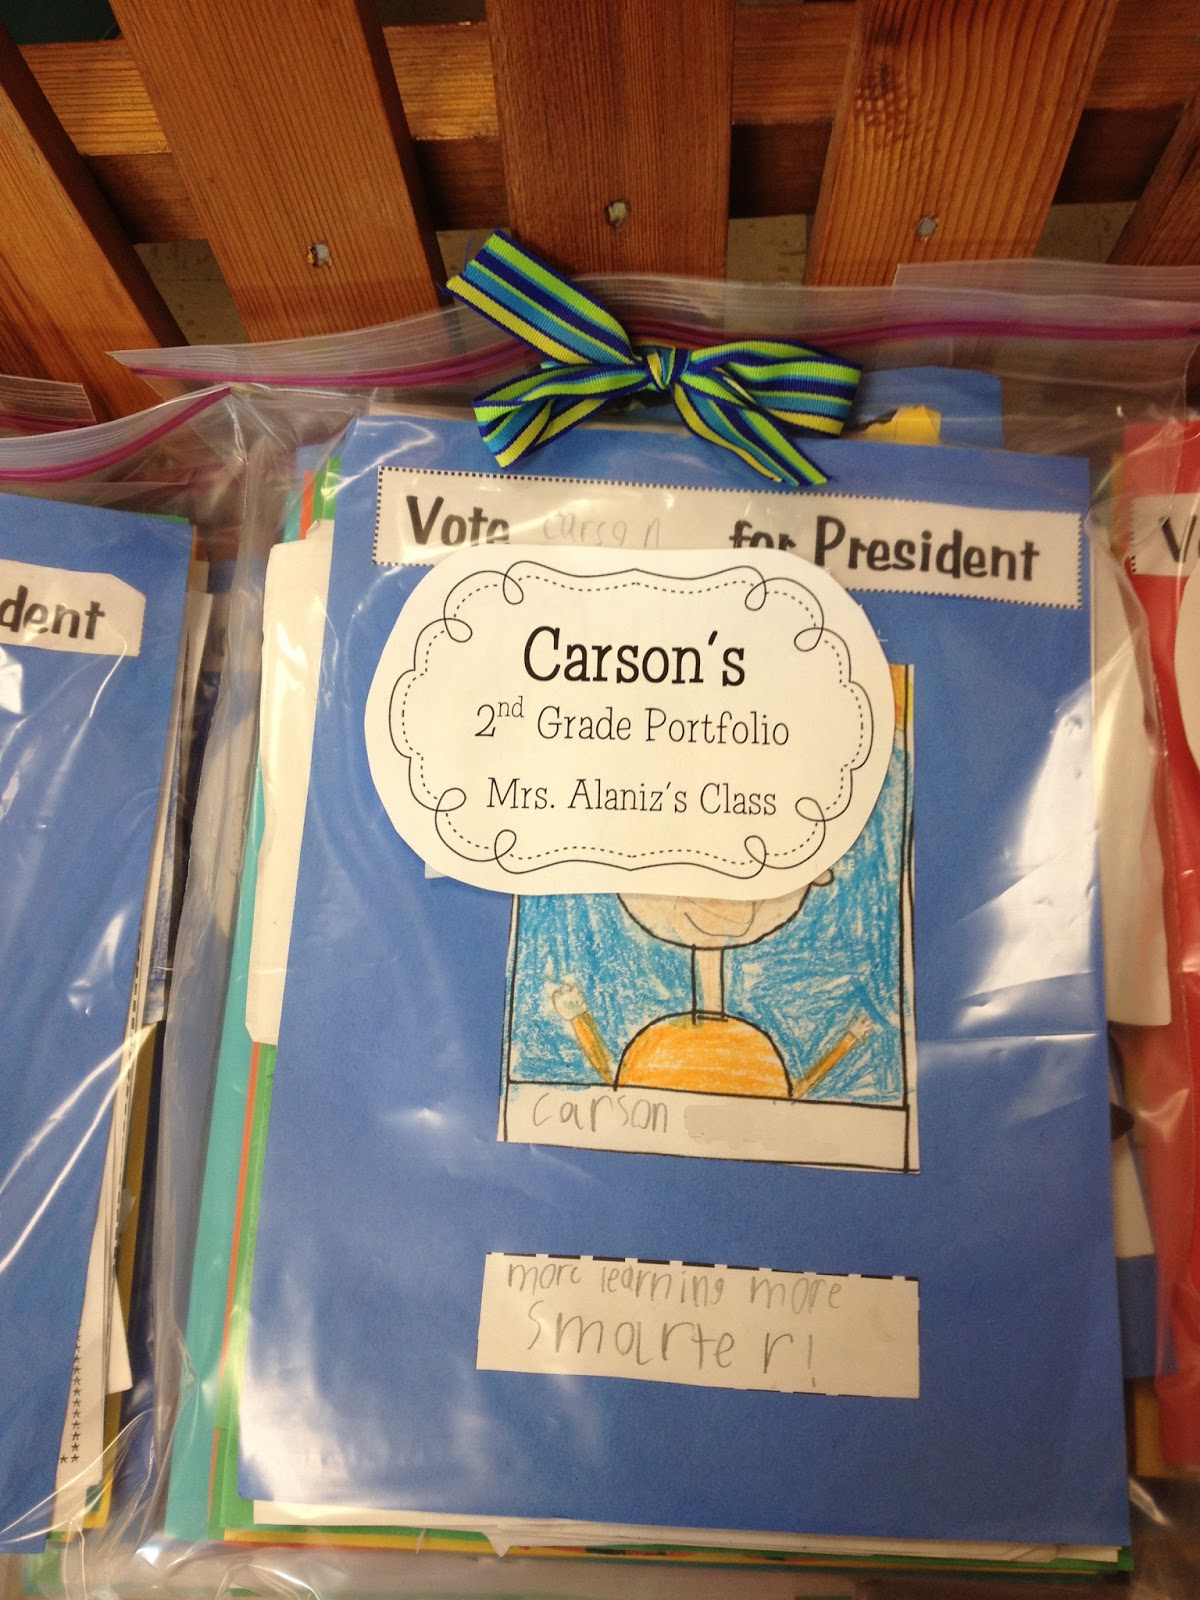 Vote carson for President
Carson's
2nd Grade Portfolio
Mrs. Alaniz's Class
carson
more learning more
Smarter!
dent
V